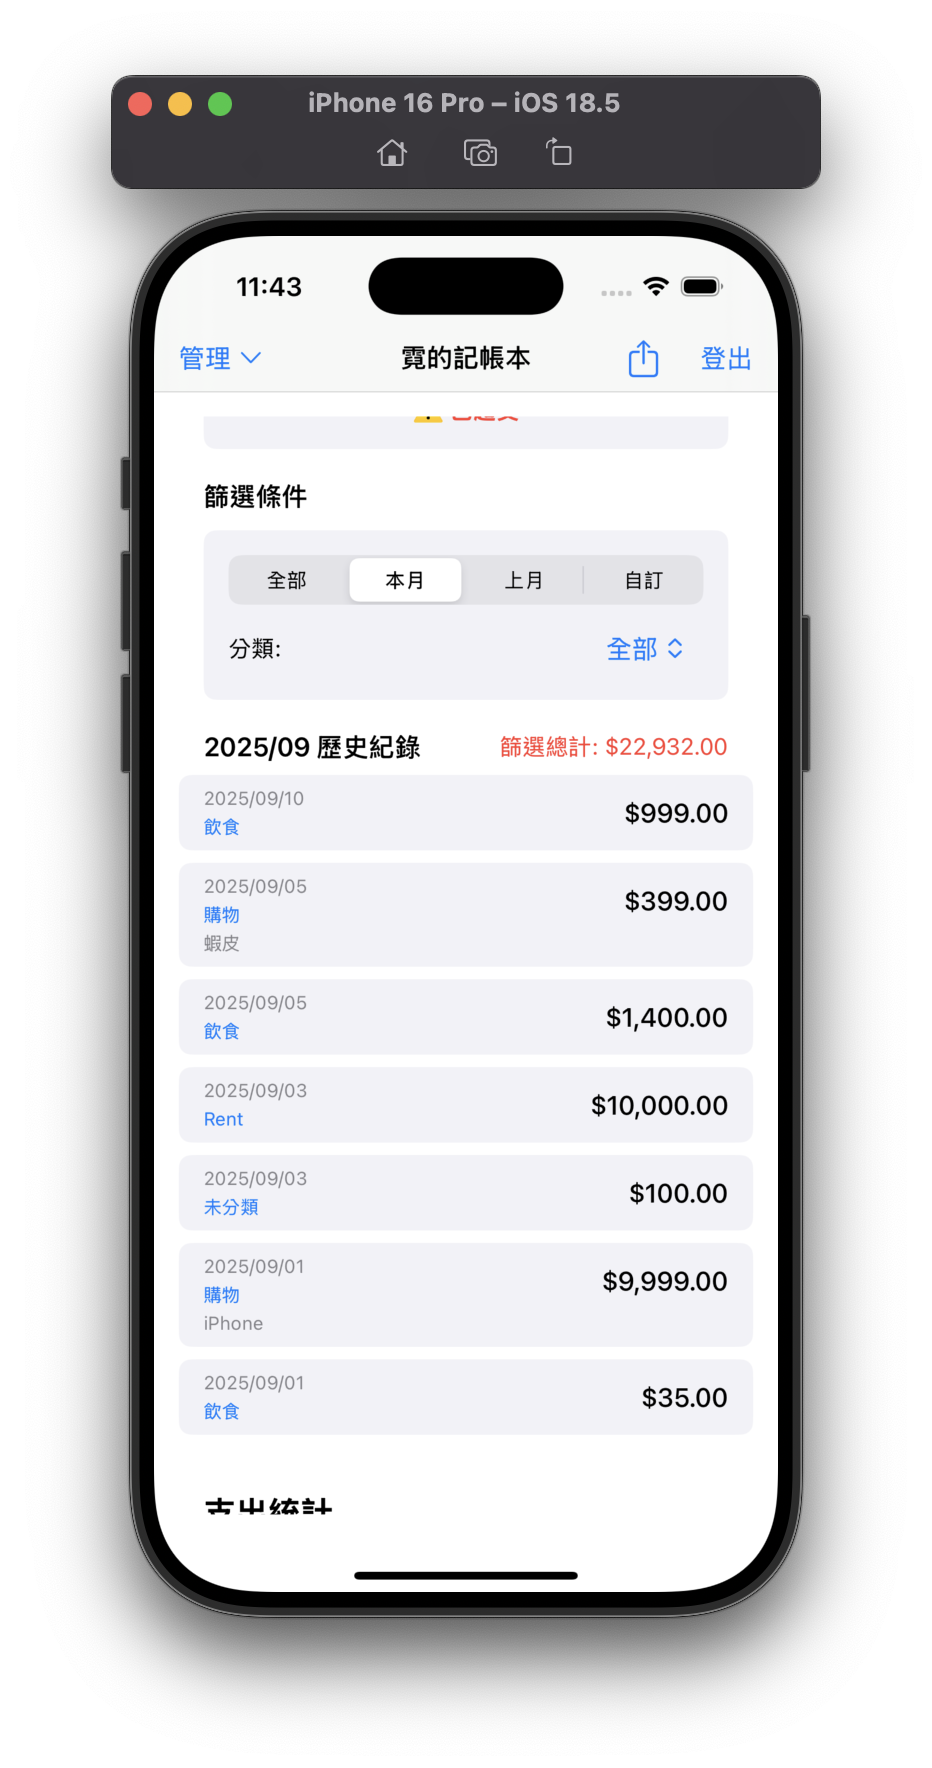 iPhone 16 Pro – iOS 18.5
11:43
管理
霓的記帳本
登出
篩選條件
全部
本月
上月
自訂
分類:
全部
2025/09 歷史紀錄
篩選總計: $22,932.00
2025/09/10
飲食
$999.00
2025/09/05
購物
蝦皮
$399.00
2025/09/05
飲食
$1,400.00
2025/09/03
Rent
$10,000.00
2025/09/03
未分類
$100.00
2025/09/01
購物
iPhone
$9,999.00
2025/09/01
飲食
$35.00
支出統計